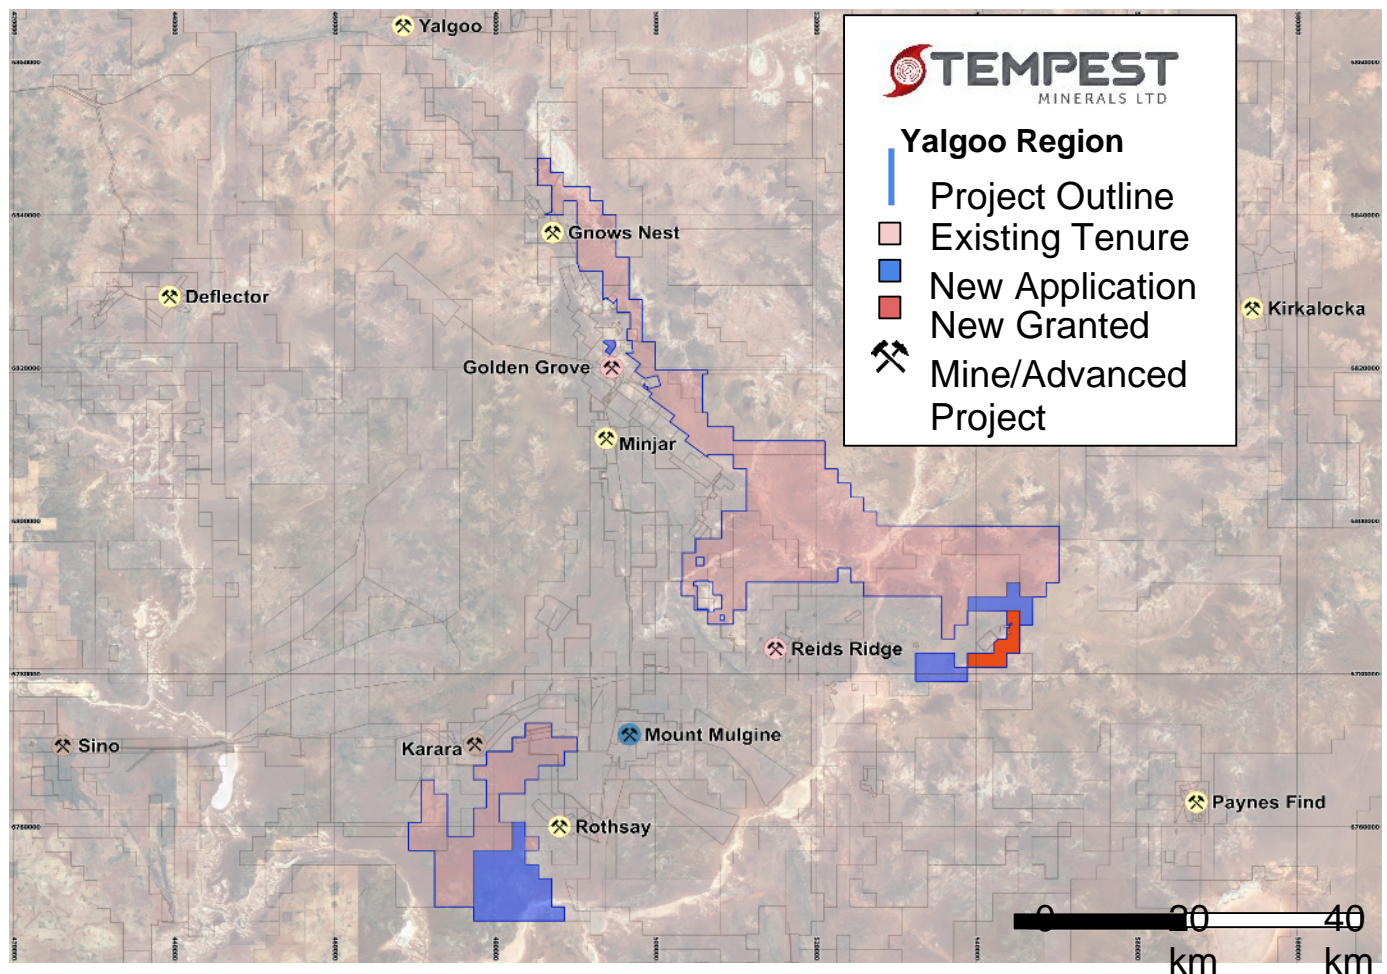 Yalgoo
TEMPEST
MINERALS LTD
Yalgoo Region
Project Outline
Existing Tenure
New Application
New Granted
Mine/Advanced
Project
Gnows Nest
Deflector
Kirkalocka
Golden Grove
Minjar
Reids Ridge
Mount Mulgine
Sino
Karara
Paynes Find
Rothsay
0 20 40
km km